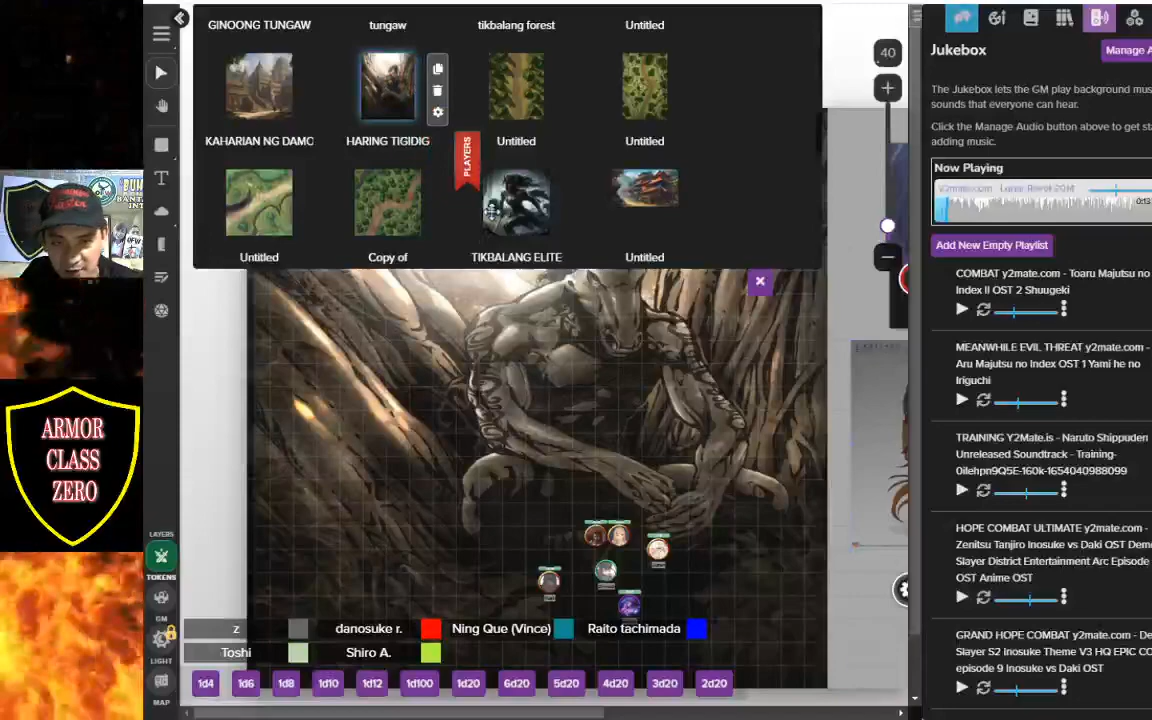 GINOONG TUNGAW
tungaw
tikbalang forest
Untitled
KAHARIAN NG DAMO
HARING TIGIDIG
Untitled
Untitled
PLAYERS
Untitled
Copy of
TIKBALANG ELITE
Untitled
40
Jukebox
Manage A
The Jukebox lets the GM play background mus
sounds that everyone can hear.
Click the Manage Audio button above to get sta
adding music.
Now Playing
0:13
Add New Empty Playlist
COMBAT y2mate.com - Toaru Majutsu no
Index II OST 2 Shuugeki
MEANWHILE EVIL THREAT y2mate.com -
Aru Majutsu no Index OST 1 Yami he no
Iriguchi
TRAINING Y2Mate.is - Naruto Shippuden
Unreleased Soundtrack - Training-
0ilehpn9Q5E-160k-1654040988099
HOPE COMBAT ULTIMATE y2mate.com -
Zenitsu Tanjiro Inosuke vs Daki OST Demo
Slayer District Entertainment Arc Episode
OST Anime OST
GRAND HOPE COMBAT y2mate.com - De
Slayer S2 Inosuke Theme V3 HQ EPIC CO
episode 9 Inosuke vs Daki OST
ARMOR
CLASS
ZERO
LAYERS
TOKENS
GM
LIGHT
MAP
z
danosuke r.
Ning Que (Vince)
Raito tachimada
Toshi
Shiro A.
1d4
1d6
1d8
1d10
1d12
1d100
1d20
6d20
5d20
4d20
3d20
2d20